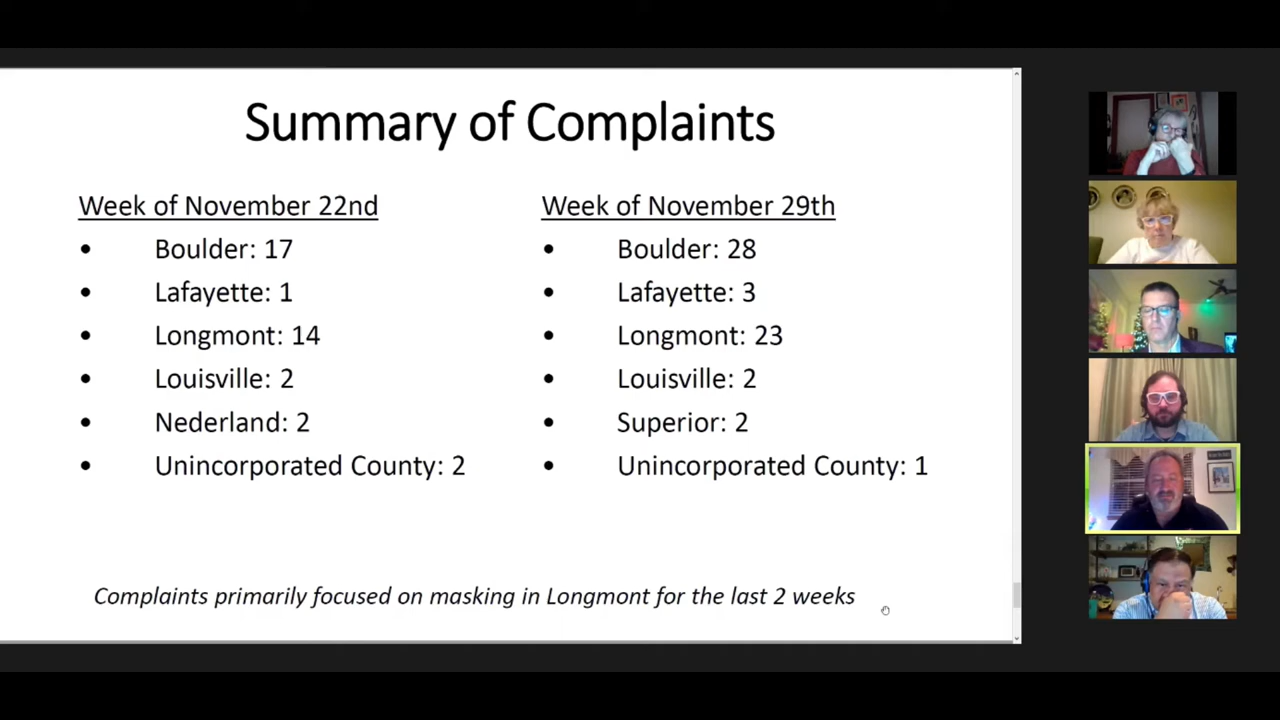 Summary of Complaints
Week of November 22nd
• Boulder: 17
• Lafayette: 1
• Longmont: 14
• Louisville: 2
• Nederland: 2
• Unincorporated County: 2
Week of November 29th
• Boulder: 28
• Lafayette: 3
• Longmont: 23
• Louisville: 2
• Superior: 2
• Unincorporated County: 1
Complaints primarily focused on masking in Longmont for the last 2 weeks